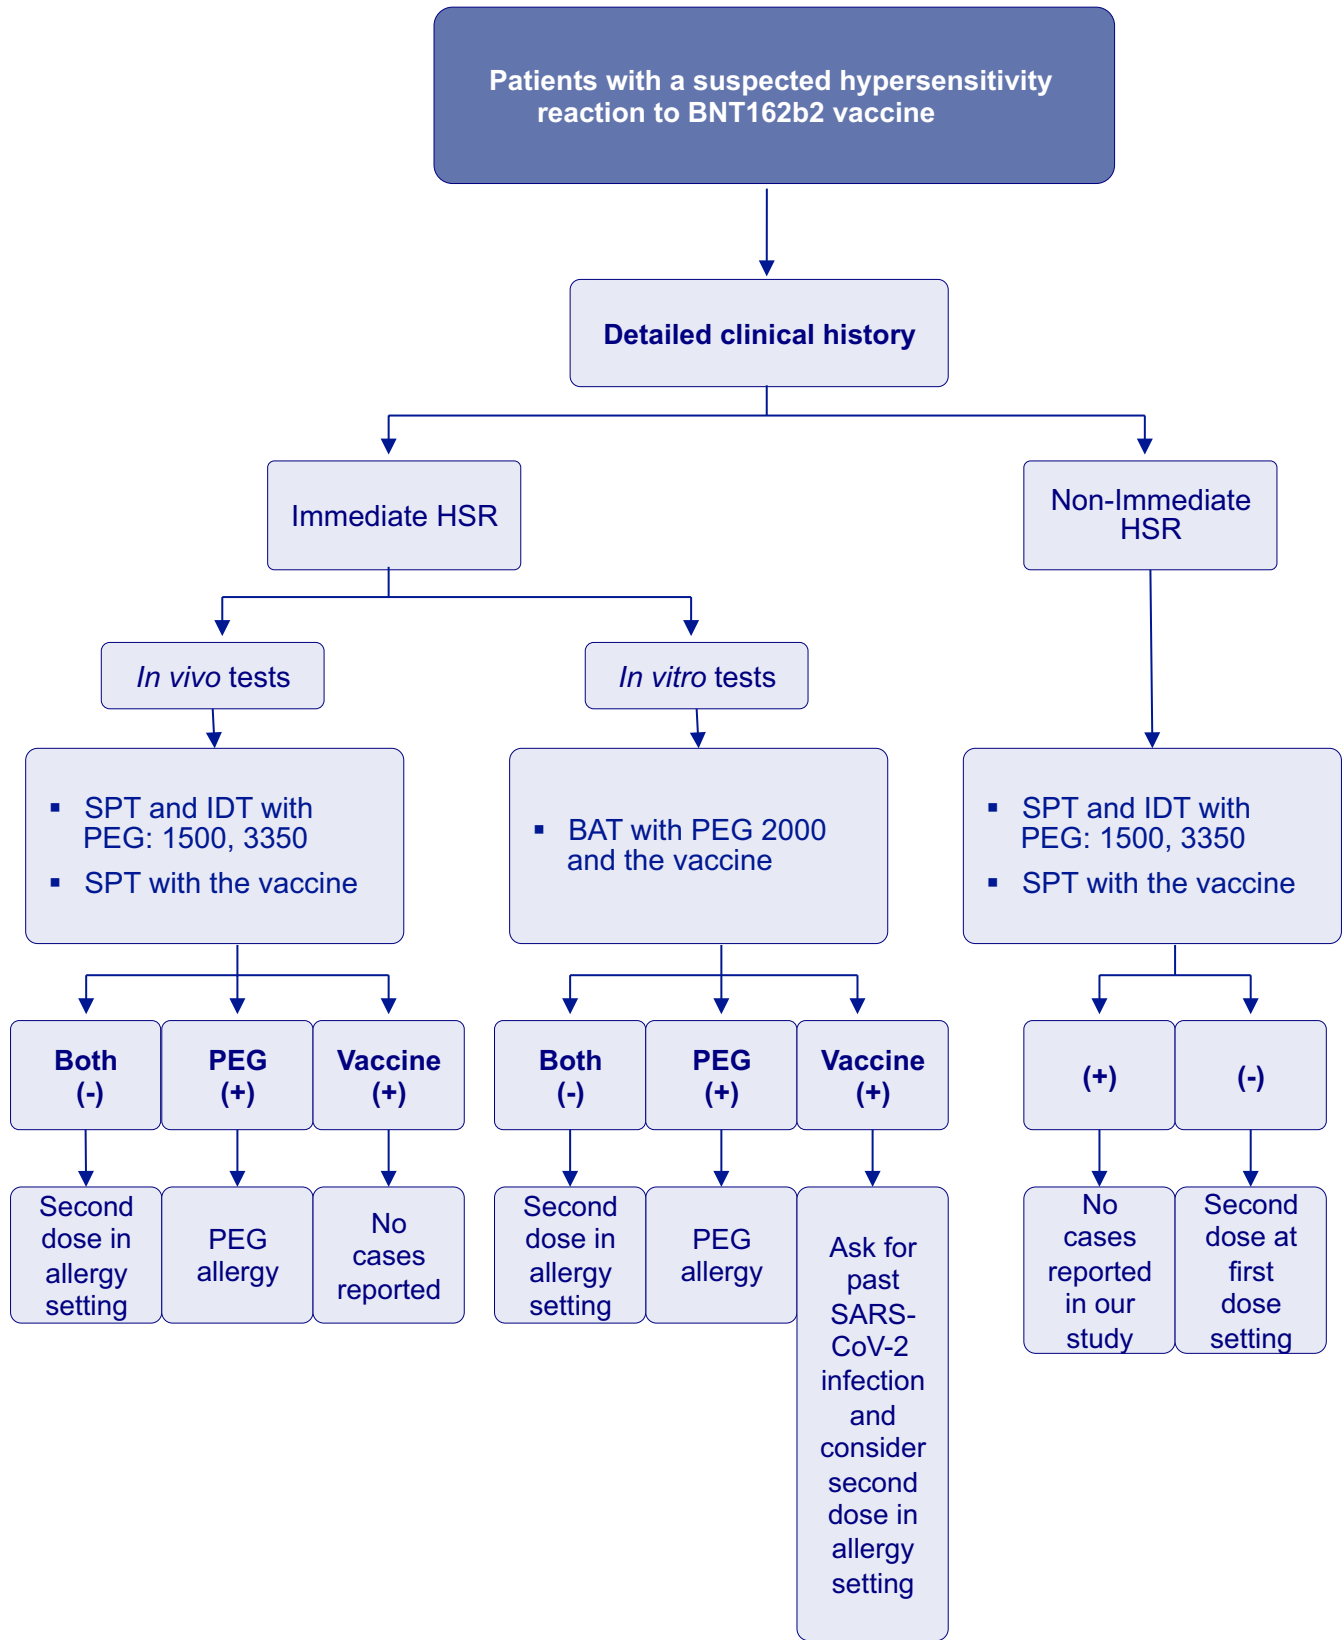 Patients with a suspected hypersensitivity
reaction to BNT162b2 vaccine
Detailed clinical history
Immediate HSR
Non-Immediate
HSR
In vivo tests
In vitro tests
▪ SPT and IDT with
PEG: 1500, 3350
▪ SPT with the vaccine
▪ BAT with PEG 2000
and the vaccine
▪ SPT and IDT with
PEG: 1500, 3350
▪ SPT with the vaccine
Both
(-)
PEG
(+)
Vaccine
(+)
Both
(-)
PEG
(+)
Vaccine
(+)
(+)
(-)
Second
dose in
allergy
setting
PEG
allergy
No
cases
reported
Second
dose in
allergy
setting
PEG
allergy
Ask for
past
SARS-
CoV-2
infection
and
consider
second
dose in
allergy
setting
No
cases
reported
in our
study
Second
dose at
first
dose
setting